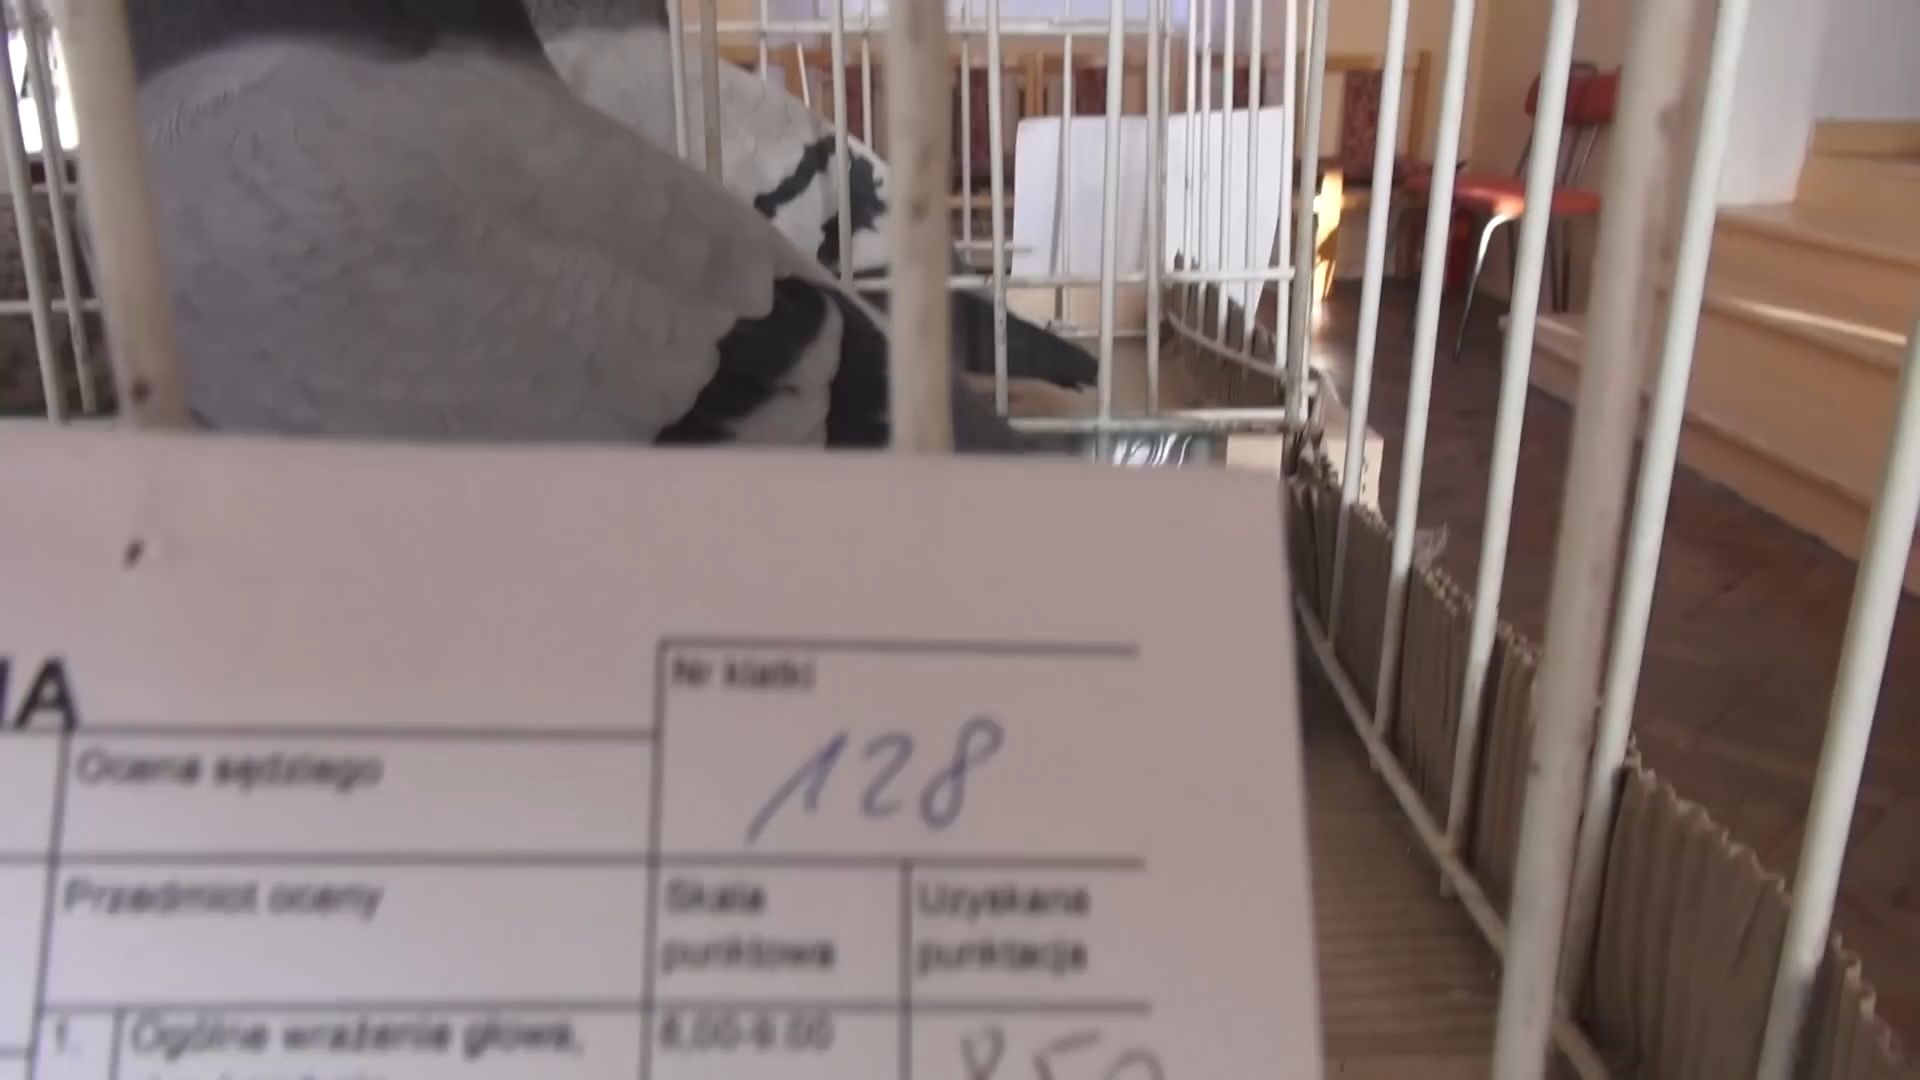 Nr klatki
128
Ocena sędziego
Przedmiot oceny
Skala
punktowa
Uzyskana
punktacja
1. Ogólne wrażenie głowa,
8,00-9.00